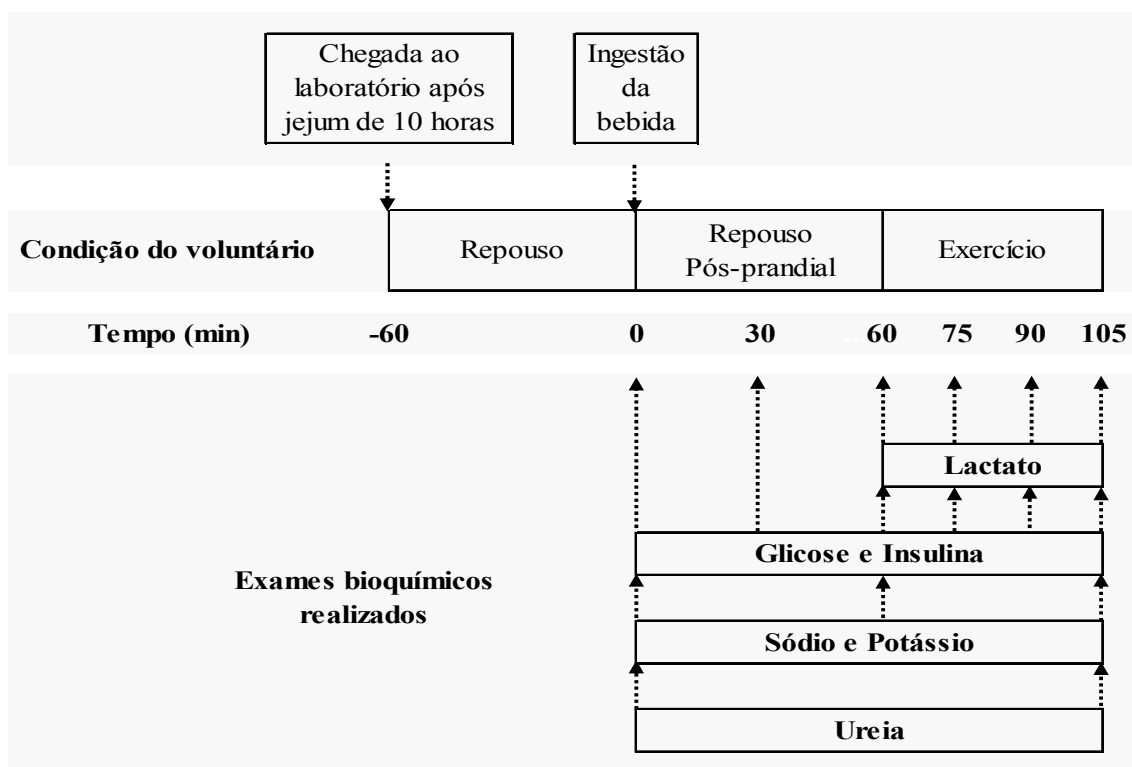 Chegada ao
laboratório após
jejum de 10 horas
Ingestão
da
bebida
Condição do voluntário
Repouso
Repouso
Pós-prandial
Exercício
Tempo (min)
-60
0
30
60
75
90
105
Lactato
Glicose e Insulina
Exames bioquímicos
realizados
Sódio e Potássio
Ureia